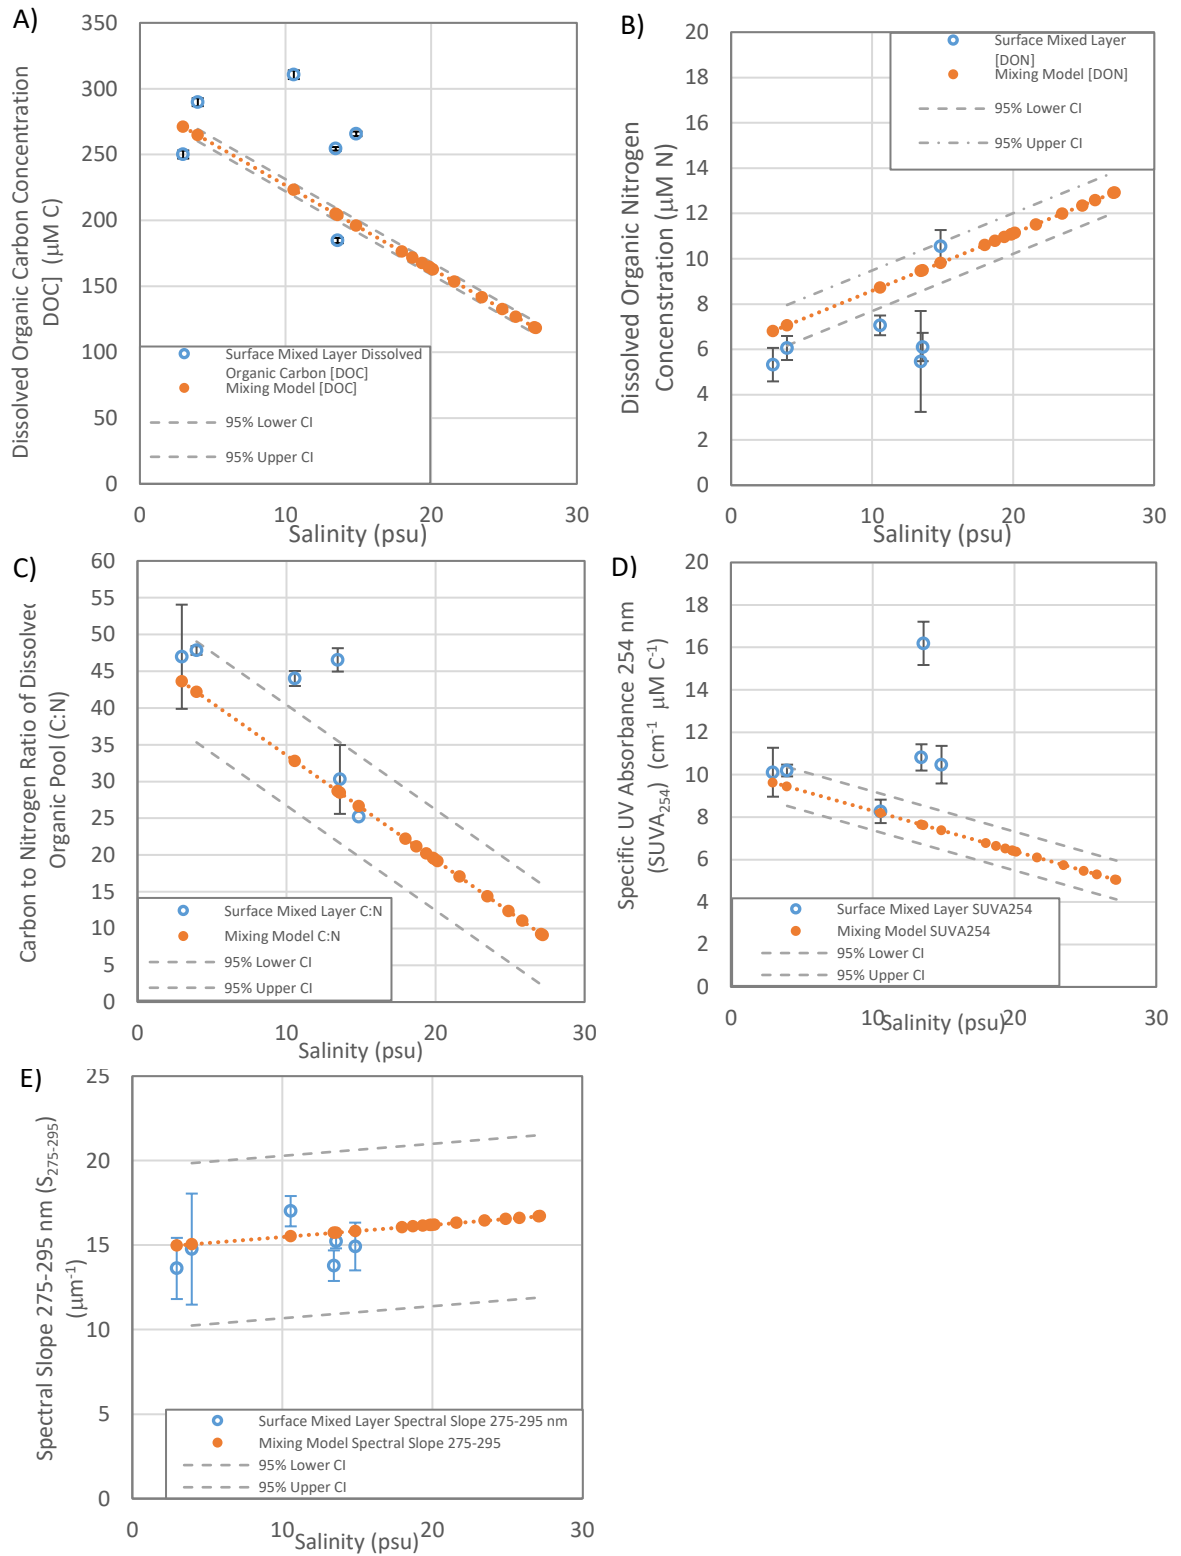 A)
350
300
250
200
150
100
50
0
0
10
20
30
Dissolved Organic Carbon Concentration
DOC] (μM C)
Salinity (psu)
Surface Mixed Layer Dissolved
Organic Carbon [DOC]
Mixing Model [DOC]
95% Lower CI
95% Upper CI
B)
20
18
16
14
12
10
8
6
4
2
0
0
10
20
30
Dissolved Organic Nitrogen
Concenstration (μM N)
Salinity (psu)
Surface Mixed Layer
[DON]
Mixing Model [DON]
95% Lower CI
95% Upper CI
C)
60
55
50
45
40
35
30
25
20
15
10
5
0
0
10
20
30
Carbon to Nitrogen Ratio of Dissolved
Organic Pool (C:N)
Salinity (psu)
Surface Mixed Layer C:N
Mixing Model C:N
95% Lower CI
95% Upper CI
D)
20
18
16
14
12
10
8
6
4
2
0
0
10
20
30
Specific UV Absorbance 254 nm
(SUVA254) (cm-1 μM C-1)
Salinity (psu)
Surface Mixed Layer SUVA254
Mixing Model SUVA254
95% Lower CI
95% Upper CI
E)
25
20
15
10
5
0
0
10
20
30
Spectral Slope 275-295 nm (S275-295)
(μm-1)
Salinity (psu)
Surface Mixed Layer Spectral Slope 275-295 nm
Mixing Model Spectral Slope 275-295
95% Lower CI
95% Upper CI